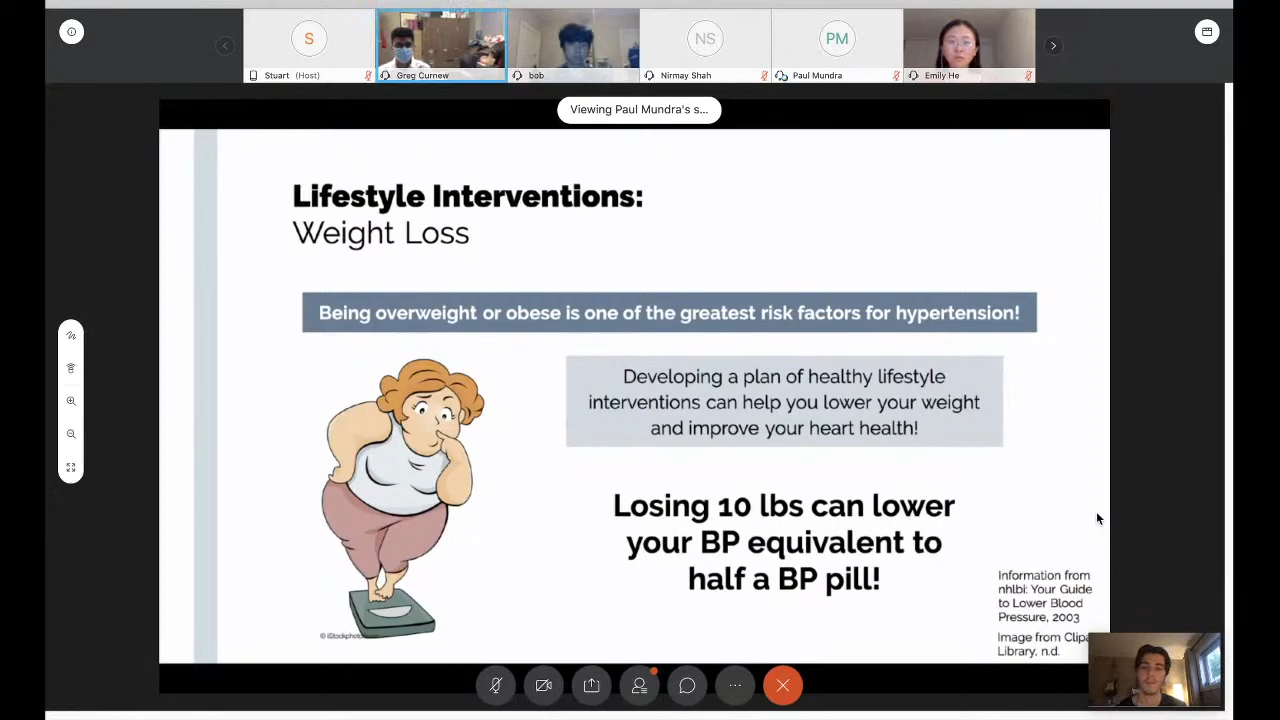 S
NS
PM
Stuart (Host)
Greg Curnew
bob
Nirmay Shah
Paul Mundra
Emily He
Viewing Paul Mundra's s...
Lifestyle Interventions:
Weight Loss
Being overweight or obese is one of the greatest risk factors for hypertension!
Developing a plan of healthy lifestyle
interventions can help you lower your weight
and improve your heart health!
Losing 10 lbs can lower
your BP equivalent to
half a BP pill!
Information from
nhlbi: Your Guide
to Lower Blood
Pressure, 2003
Image from
Library, n.d.